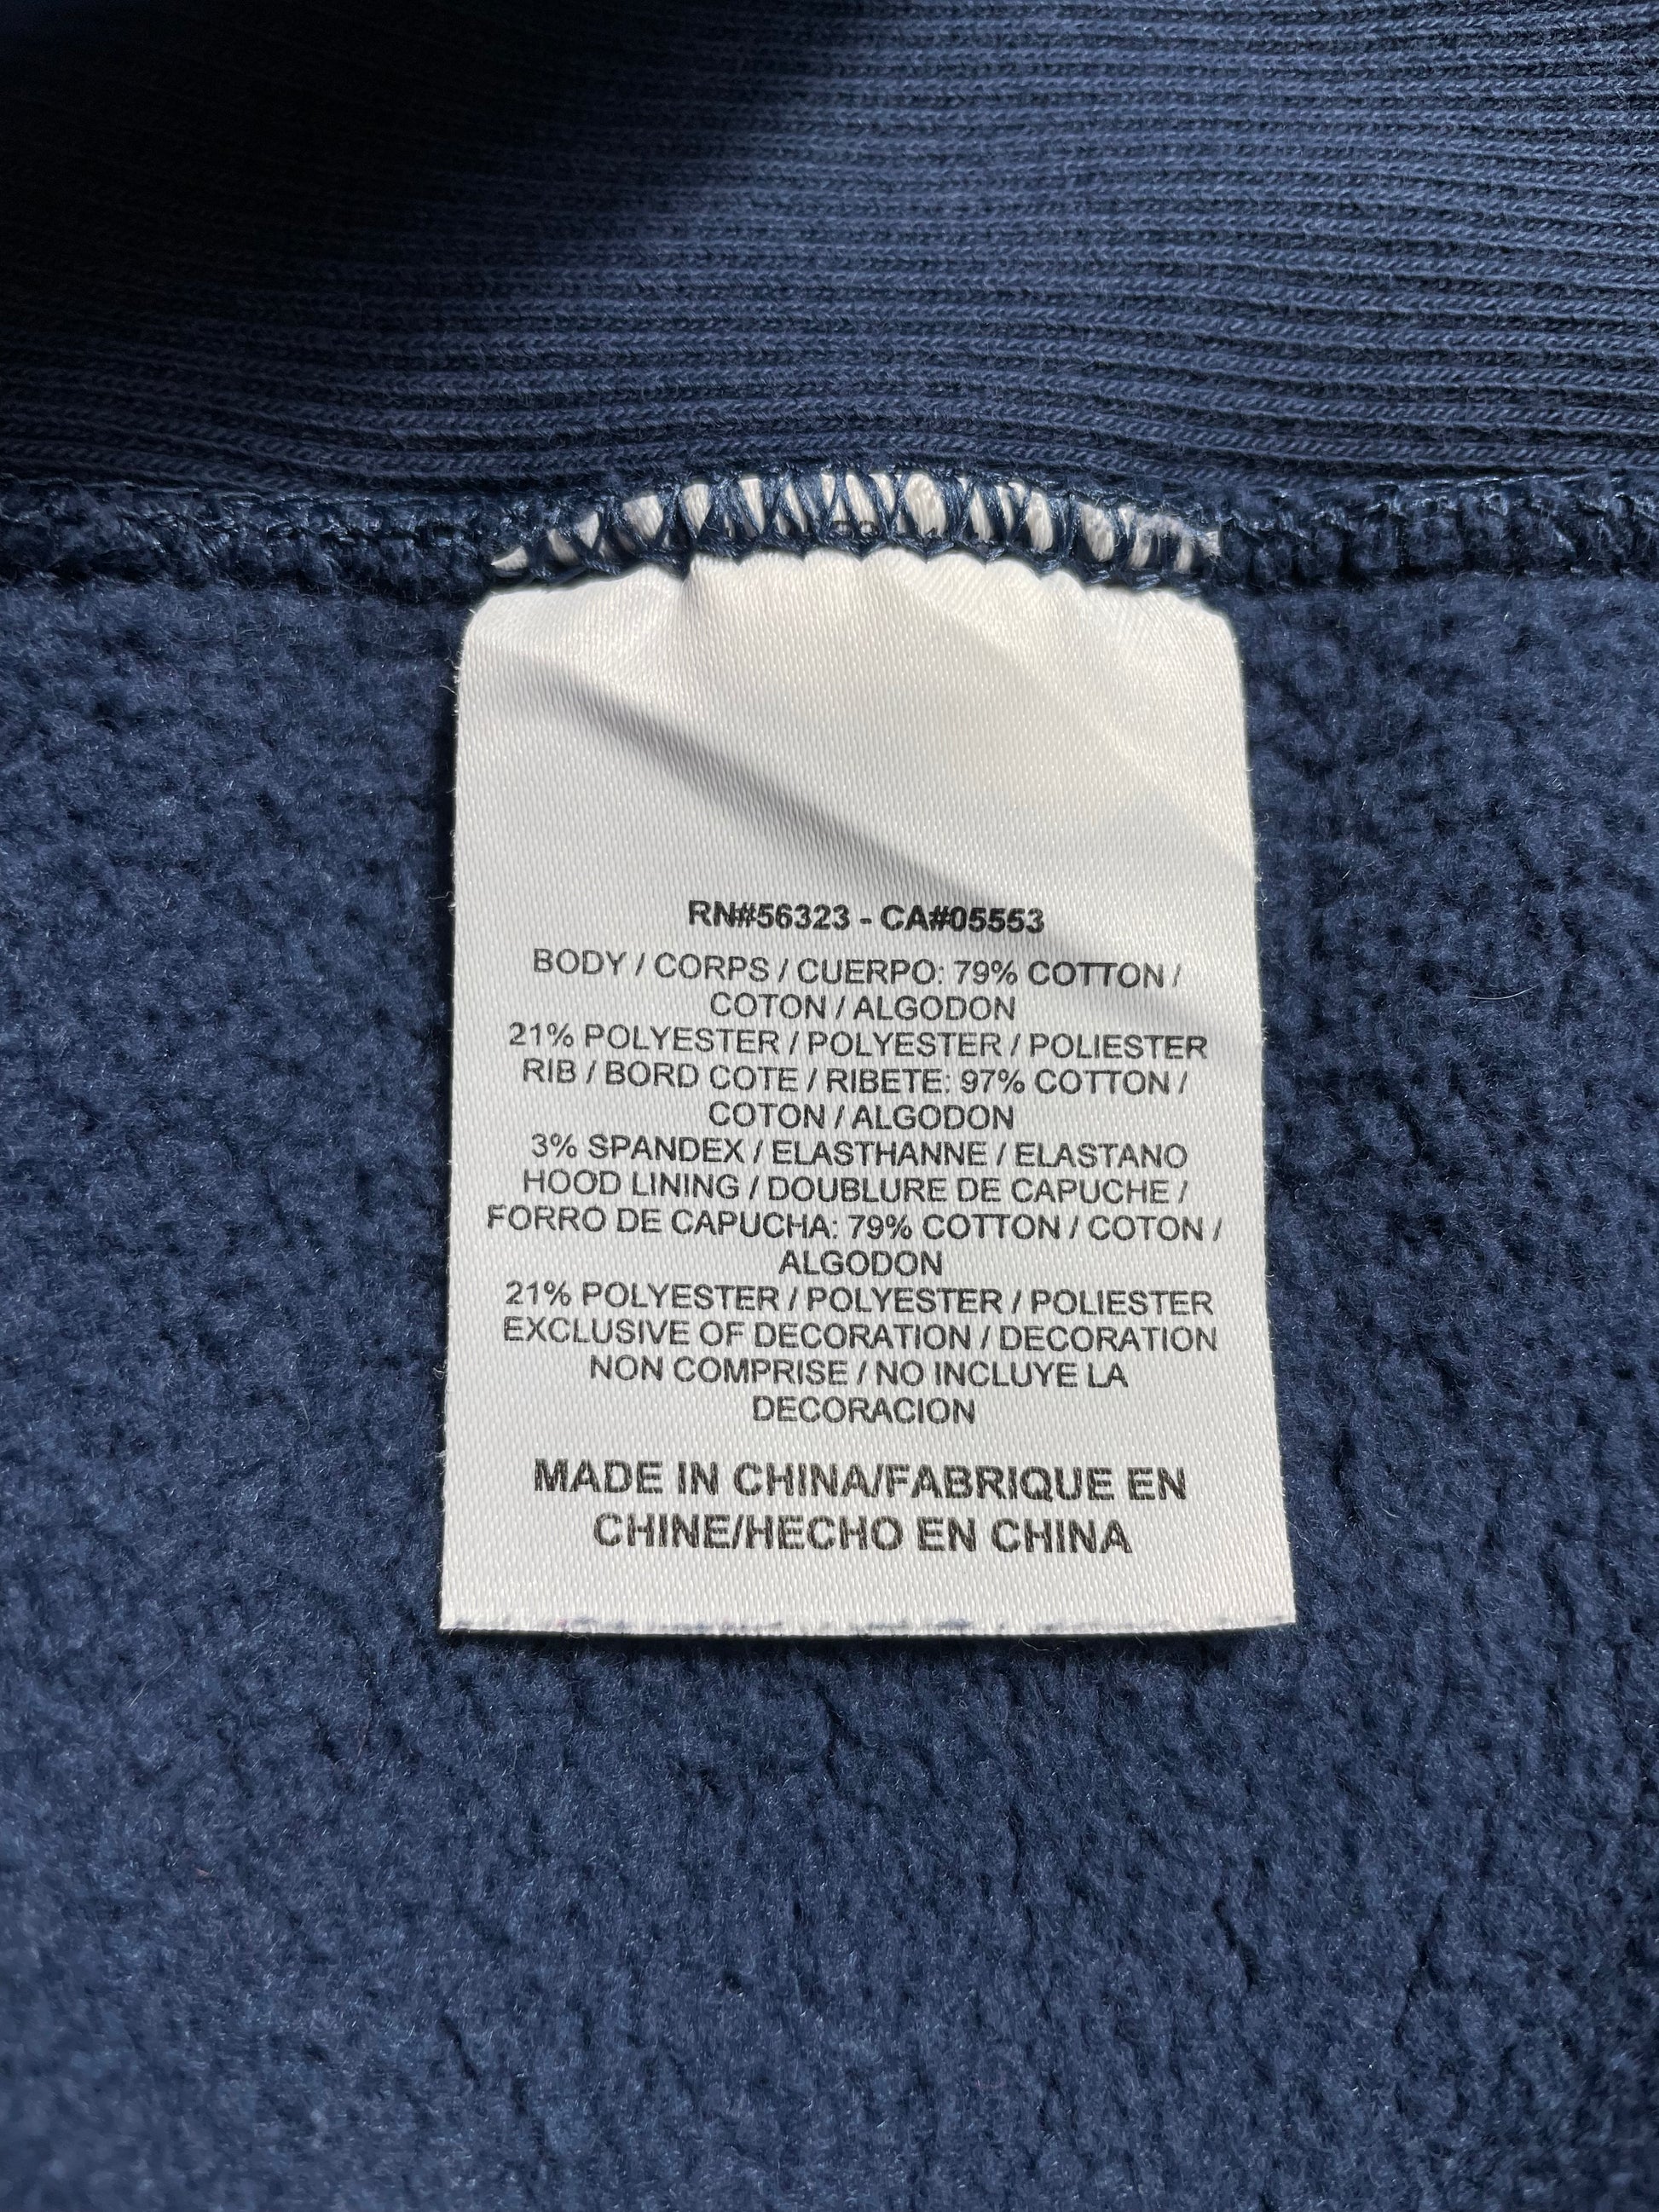 RN#56323 - CA#05553
BODY / CORPS / CUERPO: 79% COTTON /
COTON / ALGODON
21% POLYESTER / POLYESTER / POLIESTER
RIB / BORD COTE / RIBETE: 97% COTTON /
COTON / ALGODON
3% SPANDEX / ELASTHANNE / ELASTANO
HOOD LINING / DOUBLURE DE CAPUCHE /
FORRO DE CAPUCHA: 79% COTTON / COTON /
ALGODON
21% POLYESTER / POLYESTER / POLIESTER
EXCLUSIVE OF DECORATION / DECORATION
NON COMPRISE / NO INCLUYE LA
DECORACION
MADE IN CHINA/FABRIQUE EN
CHINE/HECHO EN CHINA